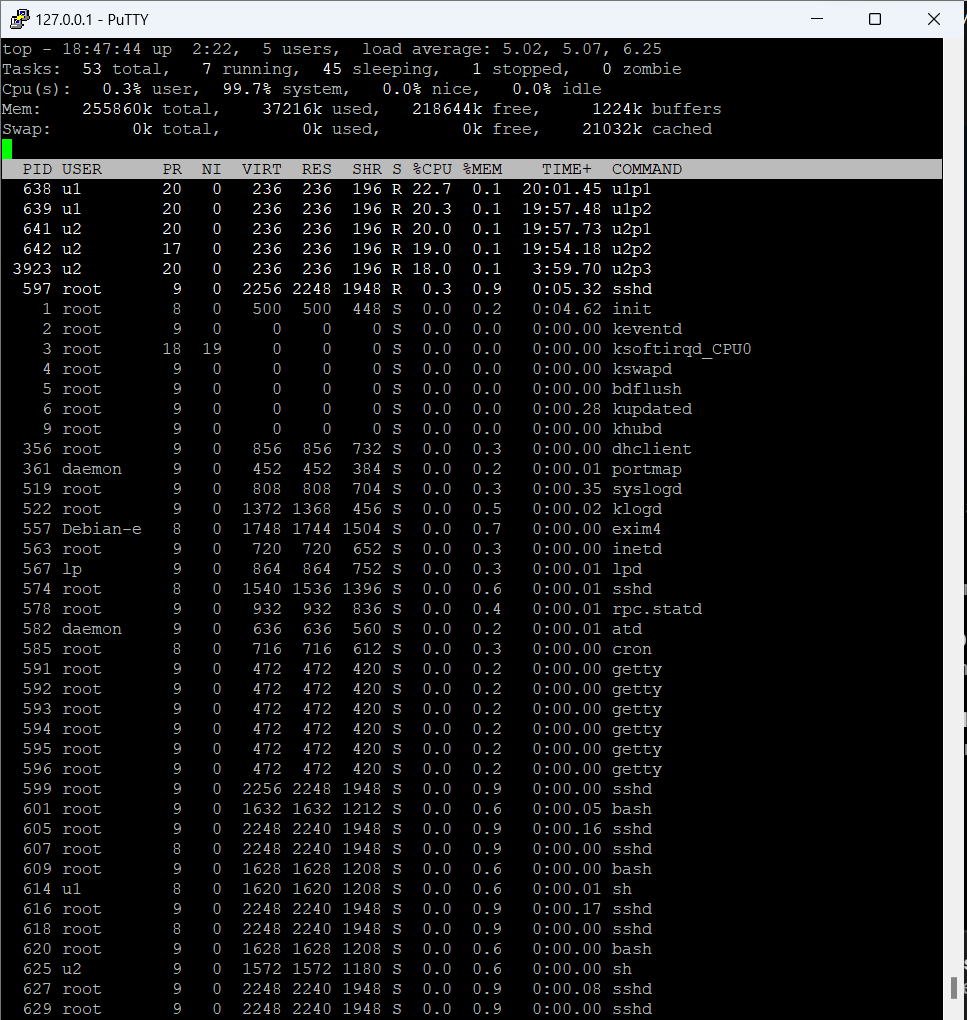 127.0.0.1 - PuTTY
top - 18:47:44 up  2:22,  5 users,  load average: 5.02, 5.07, 6.25
Tasks:  53 total,   7 running,  45 sleeping,   1 stopped,   0 zombie
Cpu(s):   0.3% user,  99.7% system,   0.0% nice,   0.0% idle
Mem:    255860k total,    37216k used,   218644k free,     1224k buffers
Swap:        0k total,        0k used,        0k free,    21032k cached
  PID USER      PR  NI  VIRT  RES  SHR S %CPU %MEM    TIME+  COMMAND
  638 u1        20   0   236  236  196 R 22.7  0.1  20:01.45 u1p1
  639 u1        20   0   236  236  196 R 20.3  0.1  19:57.48 u1p2
  641 u2        20   0   236  236  196 R 20.0  0.1  19:57.73 u2p1
  642 u2        17   0   236  236  196 R 19.0  0.1  19:54.18 u2p2
 3923 u2        20   0   236  236  196 R 18.0  0.1   3:59.70 u2p3
  597 root       9   0  2256 2248 1948 R  0.3  0.9   0:05.32 sshd
    1 root       8   0   500  500  448 S  0.0  0.2   0:04.62 init
    2 root       9   0     0    0    0 S  0.0  0.0   0:00.00 keventd
    3 root      18  19     0    0    0 S  0.0  0.0   0:00.00 ksoftirqd_CPU0
    4 root       9   0     0    0    0 S  0.0  0.0   0:00.00 kswapd
    5 root       9   0     0    0    0 S  0.0  0.0   0:00.00 bdflush
    6 root       9   0     0    0    0 S  0.0  0.0   0:00.28 kupdated
    9 root       9   0     0    0    0 S  0.0  0.0   0:00.00 khubd
  356 root       9   0   856  856  732 S  0.0  0.3   0:00.00 dhclient
  361 daemon     9   0   452  452  384 S  0.0  0.2   0:00.01 portmap
  519 root       9   0   808  808  704 S  0.0  0.3   0:00.35 syslogd
  522 root       9   0  1372 1368  456 S  0.0  0.5   0:00.02 klogd
  557 Debian-e   8   0  1748 1744 1504 S  0.0  0.7   0:00.00 exim4
  563 root       9   0   720  720  652 S  0.0  0.3   0:00.00 inetd
  567 lp         9   0   864  864  752 S  0.0  0.3   0:00.01 lpd
  574 root       8   0  1540 1536 1396 S  0.0  0.6   0:00.01 sshd
  578 root       9   0   932  932  836 S  0.0  0.4   0:00.01 rpc.statd
  582 daemon     9   0   636  636  560 S  0.0  0.2   0:00.01 atd
  585 root       8   0   716  716  612 S  0.0  0.3   0:00.00 cron
  591 root       9   0   472  472  420 S  0.0  0.2   0:00.00 getty
  592 root       9   0   472  472  420 S  0.0  0.2   0:00.00 getty
  593 root       9   0   472  472  420 S  0.0  0.2   0:00.00 getty
  594 root       9   0   472  472  420 S  0.0  0.2   0:00.00 getty
  595 root       9   0   472  472  420 S  0.0  0.2   0:00.00 getty
  596 root       9   0   472  472  420 S  0.0  0.2   0:00.00 getty
  599 root       9   0  2256 2248 1948 S  0.0  0.9   0:00.00 sshd
  601 root       9   0  1632 1632 1212 S  0.0  0.6   0:00.05 bash
  605 root       9   0  2248 2240 1948 S  0.0  0.9   0:00.16 sshd
  607 root       8   0  2248 2240 1948 S  0.0  0.9   0:00.00 sshd
  609 root       9   0  1628 1628 1208 S  0.0  0.6   0:00.00 bash
  614 u1         8   0  1620 1620 1208 S  0.0  0.6   0:00.01 sh
  616 root       9   0  2248 2240 1948 S  0.0  0.9   0:00.17 sshd
  618 root       8   0  2248 2240 1948 S  0.0  0.9   0:00.00 sshd
  620 root       9   0  1628 1628 1208 S  0.0  0.6   0:00.00 bash
  625 u2         9   0  1572 1572 1180 S  0.0  0.6   0:00.00 sh
  627 root       9   0  2248 2240 1948 S  0.0  0.9   0:00.08 sshd
  629 root       9   0  2248 2240 1948 S  0.0  0.9   0:00.00 sshd